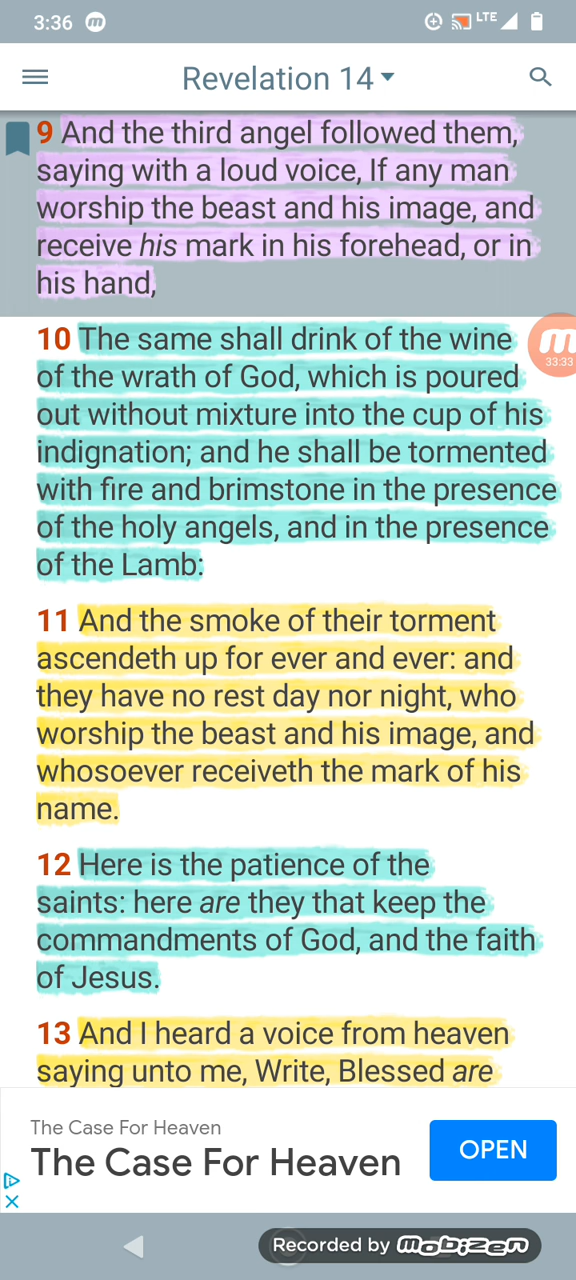 3:36 m LTE
Revelation 14
9 And the third angel followed them,
saying with a loud voice, If any man
worship the beast and his image, and
receive his mark in his forehead, or in
his hand,
10 The same shall drink of the wine
of the wrath of God, which is poured
out without mixture into the cup of his
indignation; and he shall be tormented
with fire and brimstone in the presence
of the holy angels, and in the presence
of the Lamb:
m
33:33
11 And the smoke of their torment
ascendeth up for ever and ever: and
they have no rest day nor night, who
worship the beast and his image, and
whosoever receiveth the mark of his
name.
12 Here is the patience of the
saints: here are they that keep the
commandments of God, and the faith
of Jesus.
13 And I heard a voice from heaven
saying unto me, Write, Blessed are
The Case For Heaven
The Case For Heaven
OPEN
Recorded by mobizen